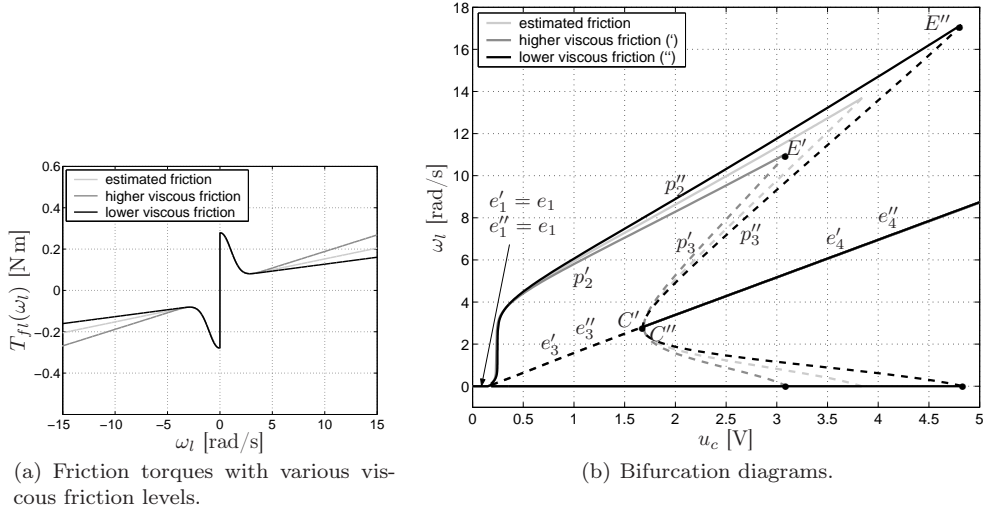 estimated friction
higher viscous friction
lower viscous friction
0.6
0.4
0.2
0
−0.2
−0.4
−15
−10
−5
0
5
10
15
T_fl(ω_l) [N m]
ω_l [rad/s]
(a) Friction torques with various vis-
cous friction levels.
estimated friction
higher viscous friction (')
lower viscous friction ('')
18
16
14
12
10
8
6
4
2
0
0
0.5
1
1.5
2
2.5
3
3.5
4
4.5
5
ω_l [rad/s]
u_c [V]
E''
E'
p''_2
e'_1 = e_1
e''_1 = e_1
p'_2
p'_3
p''_3
e''_4
e'_4
C'
C''
e''_3
e'_3
(b) Bifurcation diagrams.